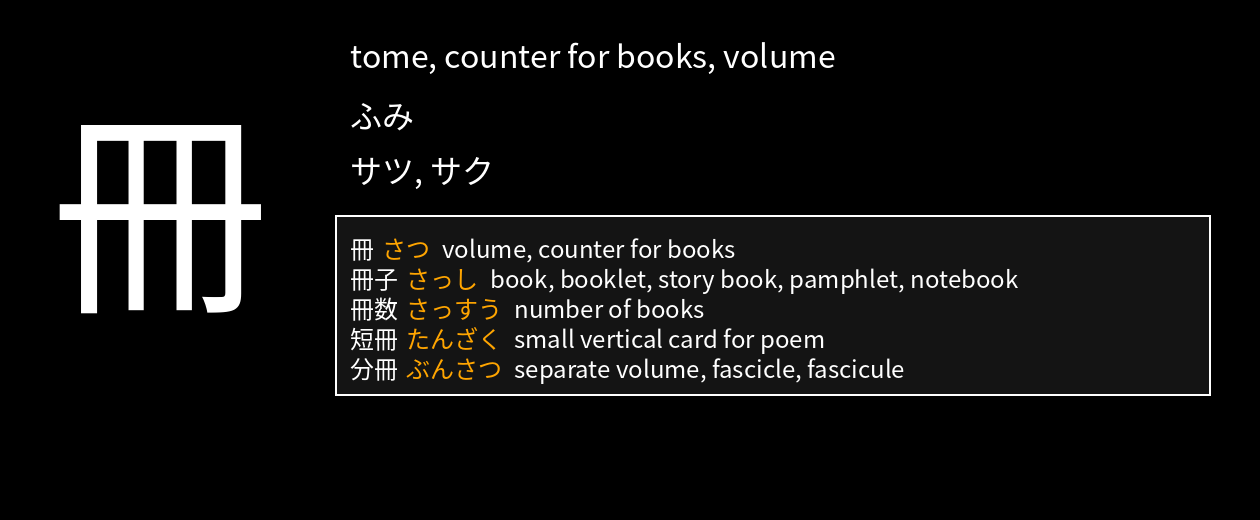 冊
tome, counter for books, volume
ふみ
サツ, サク
冊 さつ volume, counter for books
冊子 さっし book, booklet, story book, pamphlet, notebook
冊数 さっすう number of books
短冊 たんざく small vertical card for poem
分冊 ぶんさつ separate volume, fascicle, fascicule